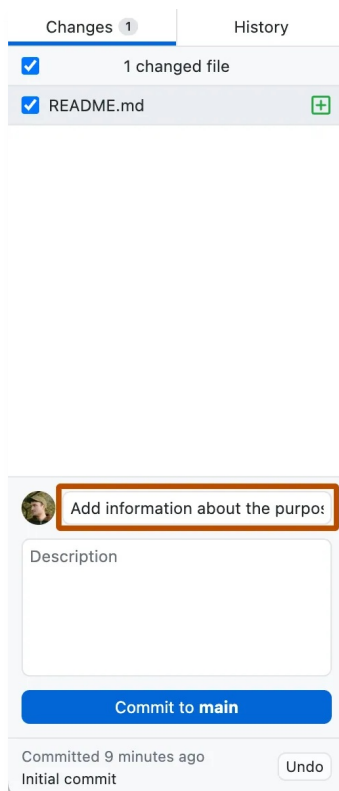 Changes 1 History
1 changed file
README.md
Add information about the purpos
Description
Commit to main
Committed 9 minutes ago
Undo
Initial commit